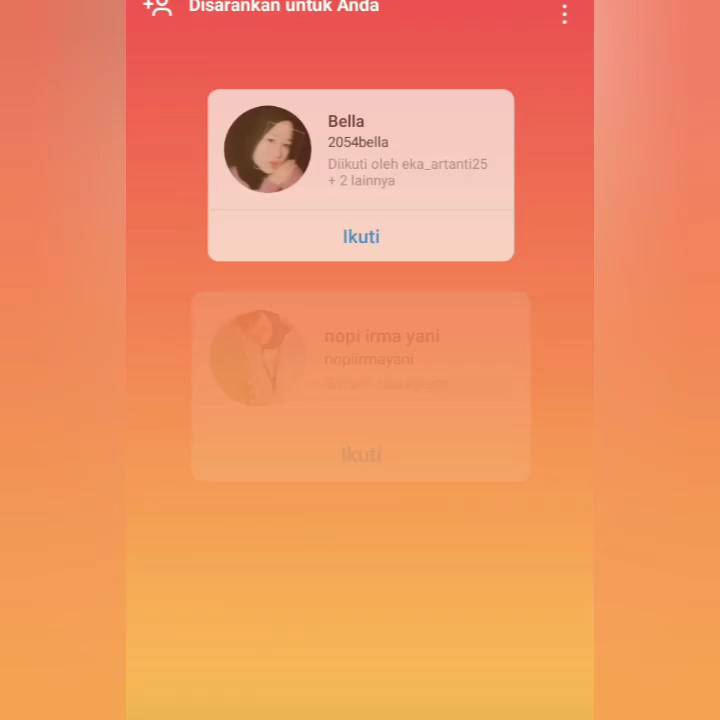 Disarankan untuk Anda
Bella
2054bella
Diikuti oleh eka_artanti25
+ 2 lainnya
Ikuti
nopi irma yani
nopiirmayani
Ikuti